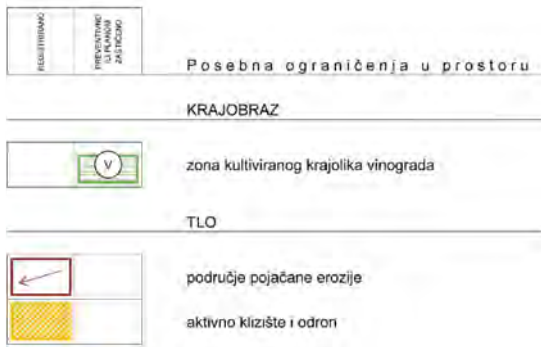 REGISTRIRANO
PREVENTIVNO
ILI PLANOM
ZAŠTIĆENO
Posebna ograničenja u prostoru
KRAJOBRAZ
V
zona kultiviranog krajolika vinograda
TLO
područje pojačane erozije
aktivno klizište i odron